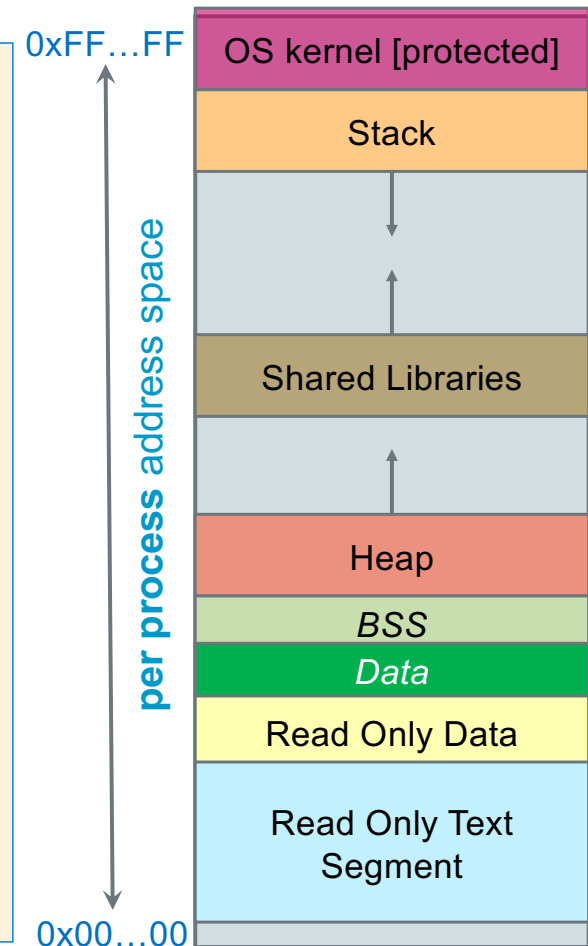 0xFF…FF
OS kernel [protected]
Stack
per process address space
Shared Libraries
Heap
BSS
Data
Read Only Data
Read Only Text
Segment
0x00…00